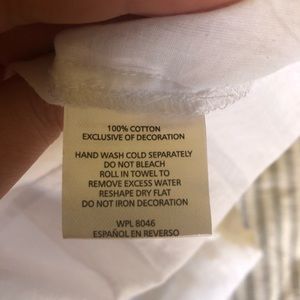 100% COTTON
EXCLUSIVE OF DECORATION
HAND WASH COLD SEPARATELY
DO NOT BLEACH
ROLL IN TOWEL TO
REMOVE EXCESS WATER
RESHAPE DRY FLAT
DO NOT IRON DECORATION
WPL 8046
ESPAÑOL EN REVERSO